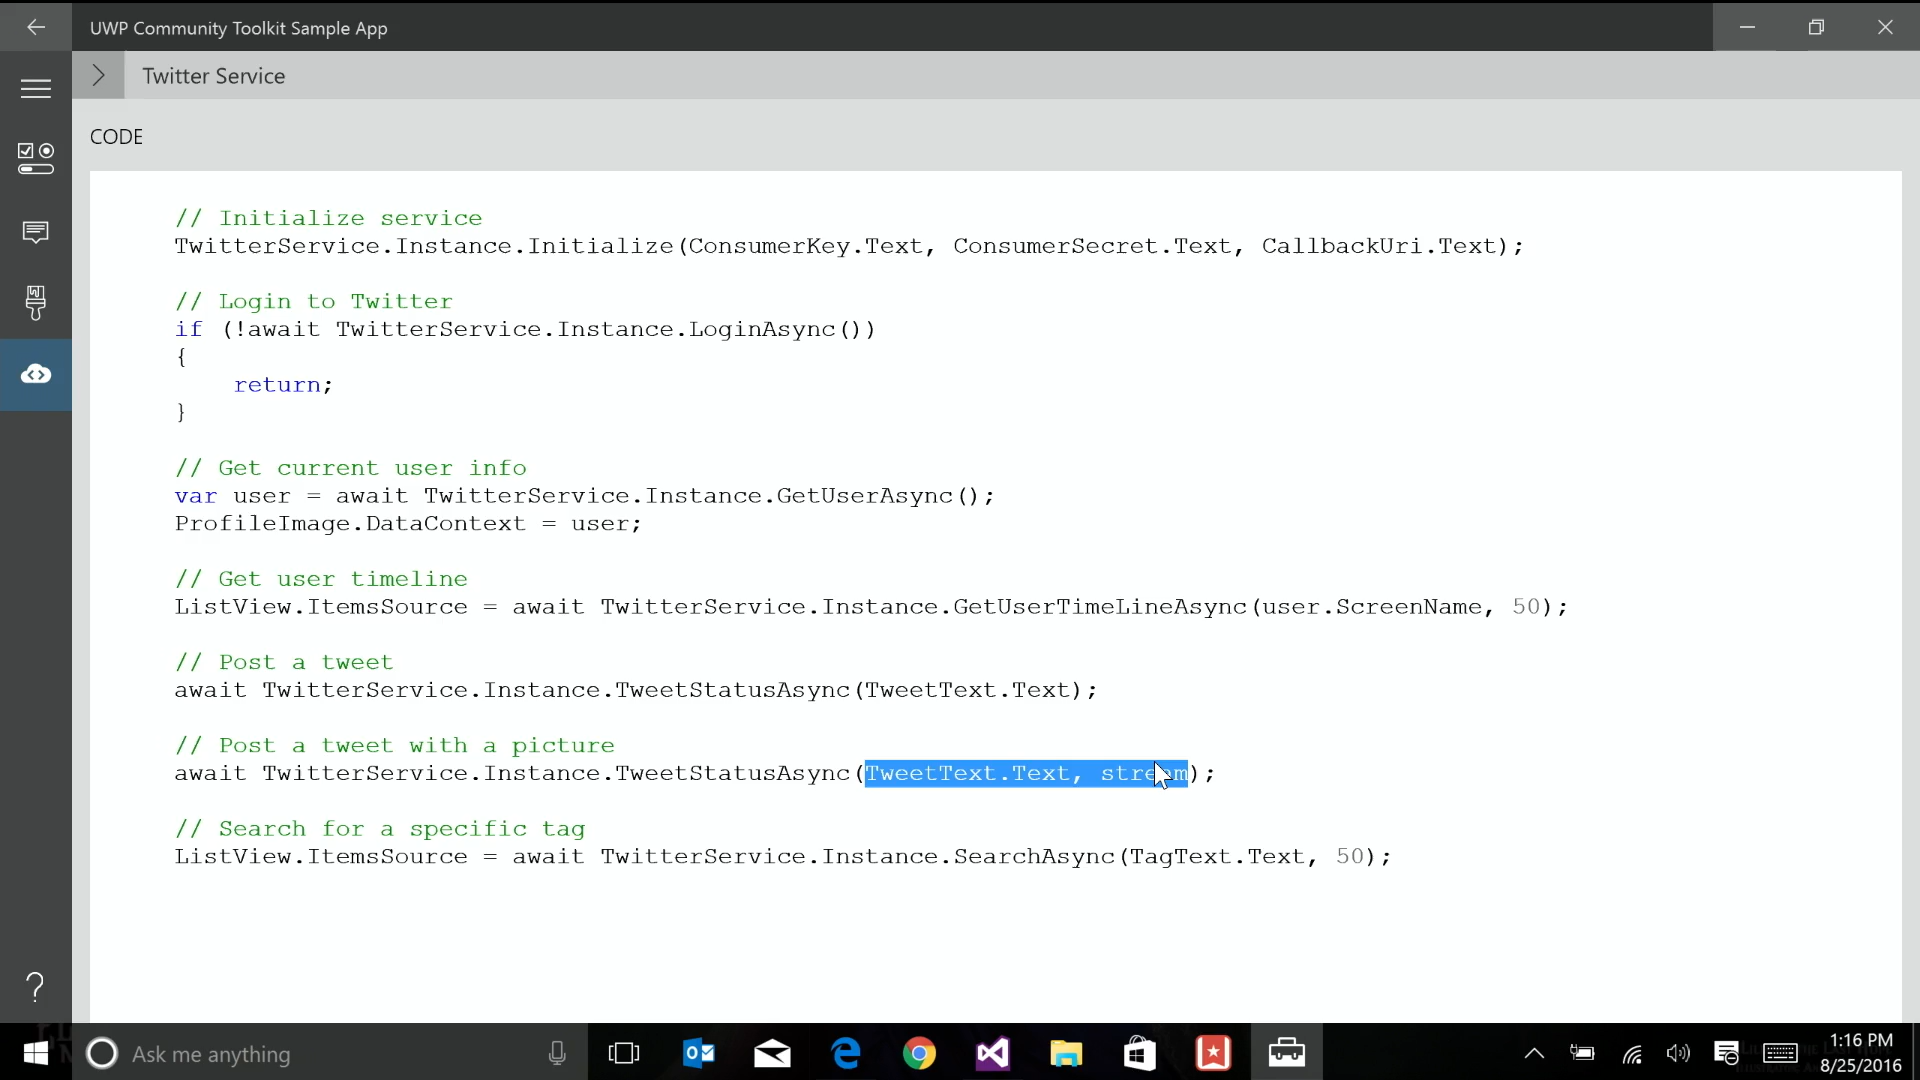 UWP Community Toolkit Sample App
Twitter Service
CODE
// Initialize service
TwitterService.Instance.Initialize(ConsumerKey.Text, ConsumerSecret.Text, CallbackUri.Text);
// Login to Twitter
if (!await TwitterService.Instance.LoginAsync())
{
return;
}
// Get current user info
var user = await TwitterService.Instance.GetUserAsync();
ProfileImage.DataContext = user;
// Get user timeline
ListView.ItemsSource = await TwitterService.Instance.GetUserTimeLineAsync(user.ScreenName, 50);
// Post a tweet
await TwitterService.Instance.TweetStatusAsync(TweetText.Text);
// Post a tweet with a picture
await TwitterService.Instance.TweetStatusAsync(TweetText.Text, stream);
// Search for a specific tag
ListView.ItemsSource = await TwitterService.Instance.SearchAsync(TagText.Text, 50);
Ask me anything
1:16 PM
8/25/2016